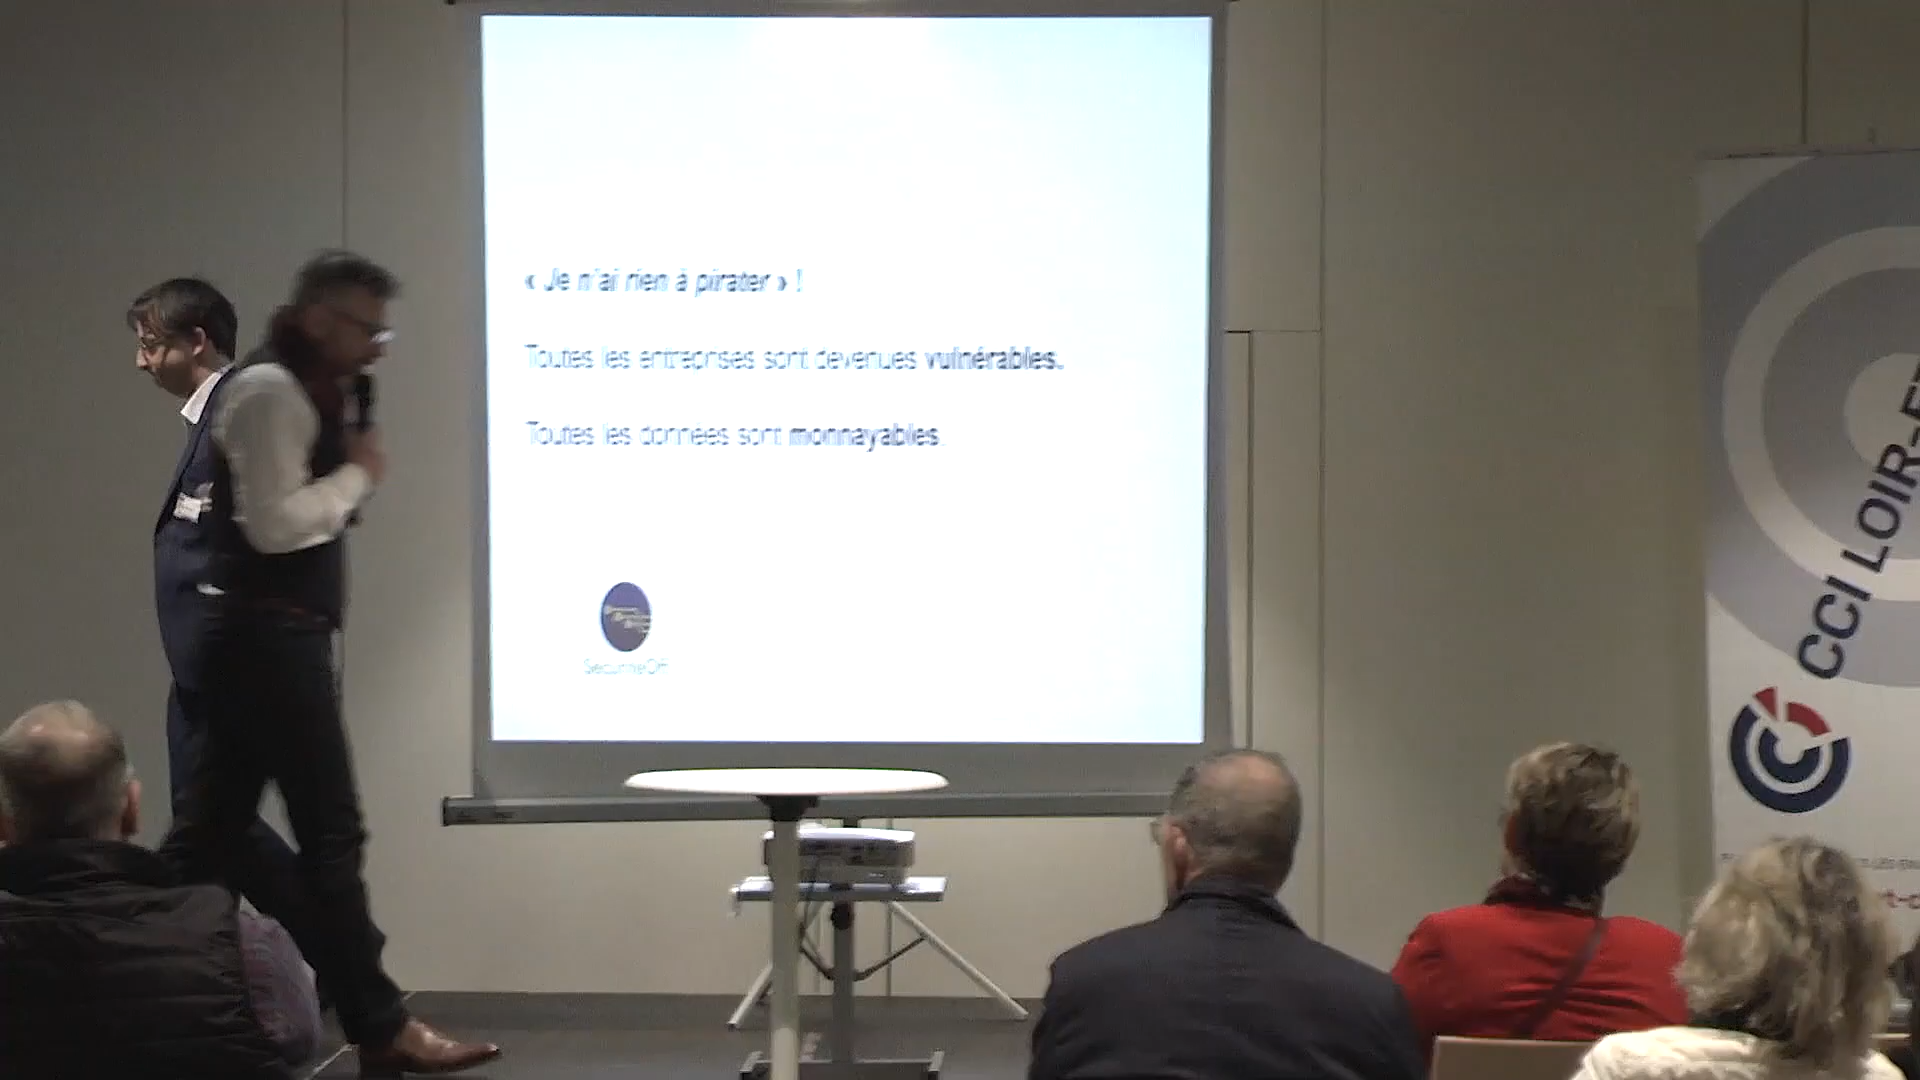 « Je n'ai rien à pirater » !
Toutes les entreprises sont devenues vulnérables.
Toutes les données sont monnayables.
CCI LOIR-E